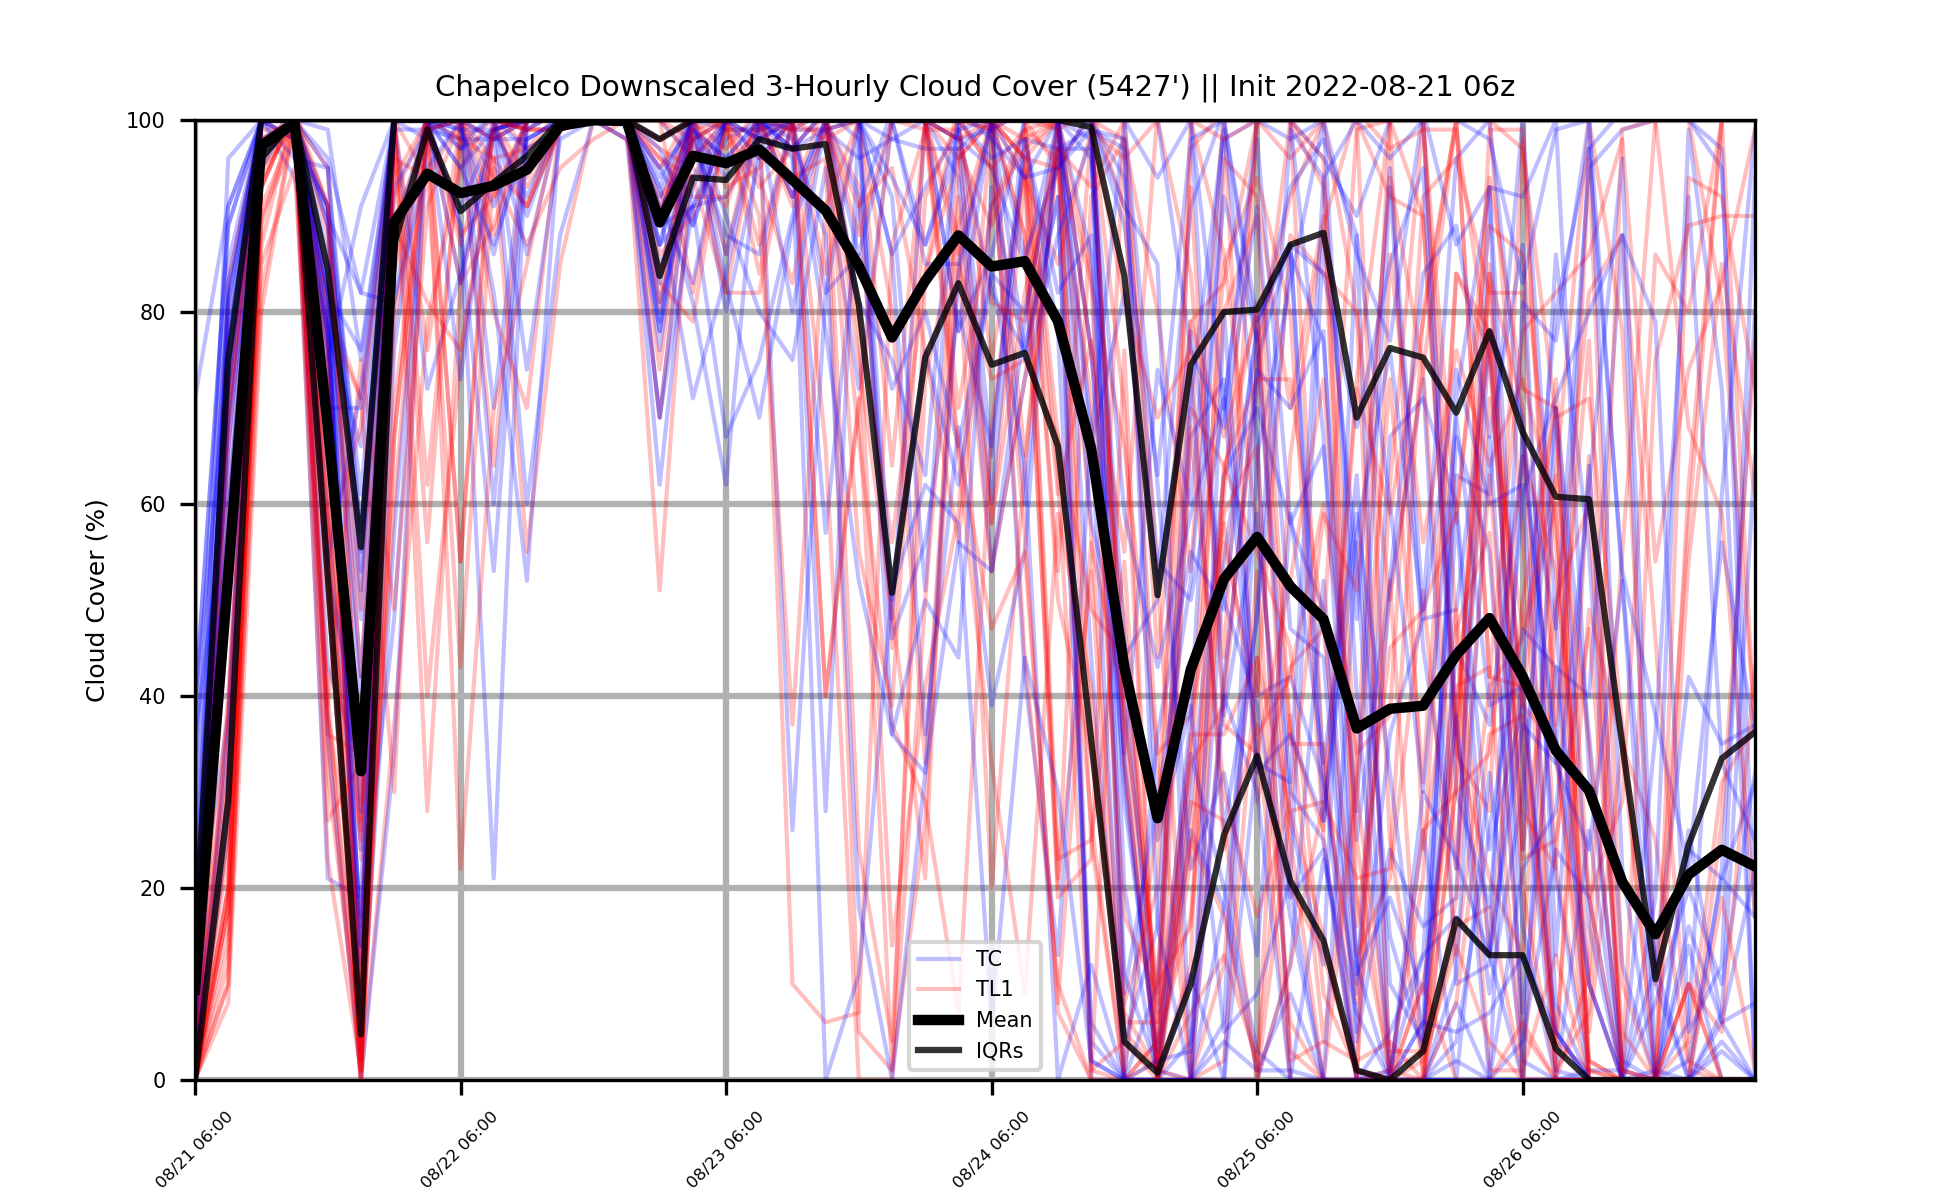 Chapelco Downscaled 3-Hourly Cloud Cover (5427') || Init 2022-08-21 06z
100
80
60
40
20
0
Cloud Cover (%)
TC
TL1
Mean
IQRs
08/21 06:00
08/22 06:00
08/23 06:00
08/24 06:00
08/25 06:00
08/26 06:00